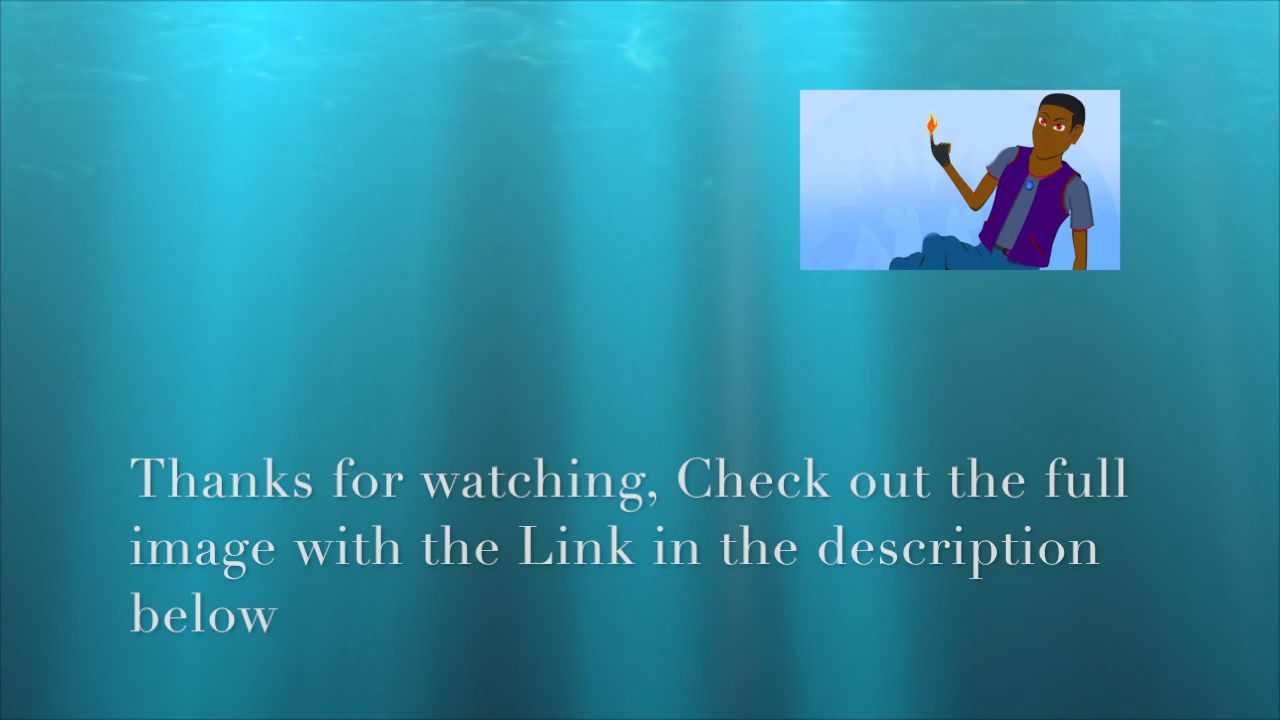 Thanks for watching, Check out the full
image with the Link in the description
below